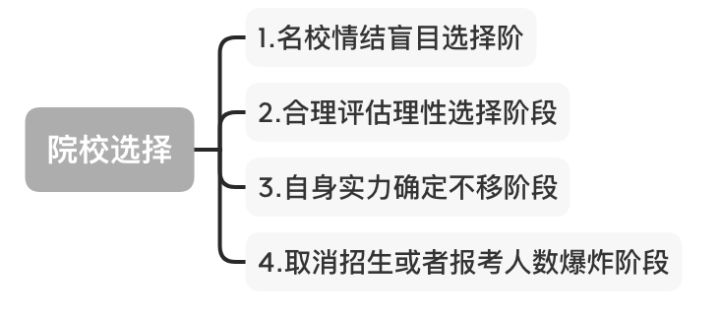 院校选择
1.名校情结盲目选择阶
2.合理评估理性选择阶段
3.自身实力确定不移阶段
4.取消招生或者报考人数爆炸阶段